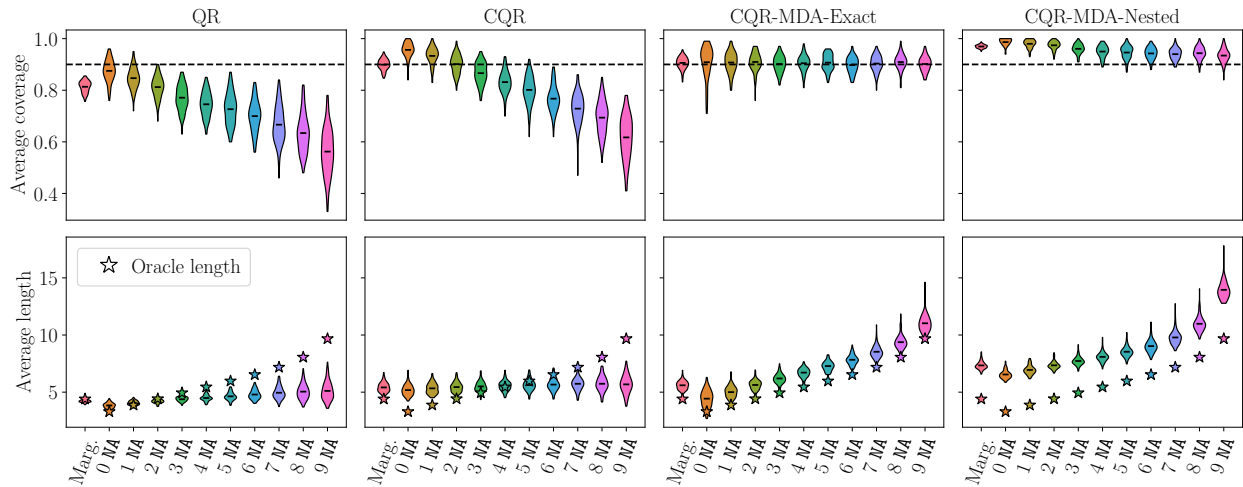 QR
CQR
CQR-MDA-Exact
CQR-MDA-Nested
Average coverage
1.0
0.8
0.6
0.4
Average length
15
10
5
Oracle length
Marg. 0 NA 1 NA 2 NA 3 NA 4 NA 5 NA 6 NA 7 NA 8 NA 9 NA
Marg. 0 NA 1 NA 2 NA 3 NA 4 NA 5 NA 6 NA 7 NA 8 NA 9 NA
Marg. 0 NA 1 NA 2 NA 3 NA 4 NA 5 NA 6 NA 7 NA 8 NA 9 NA
Marg. 0 NA 1 NA 2 NA 3 NA 4 NA 5 NA 6 NA 7 NA 8 NA 9 NA